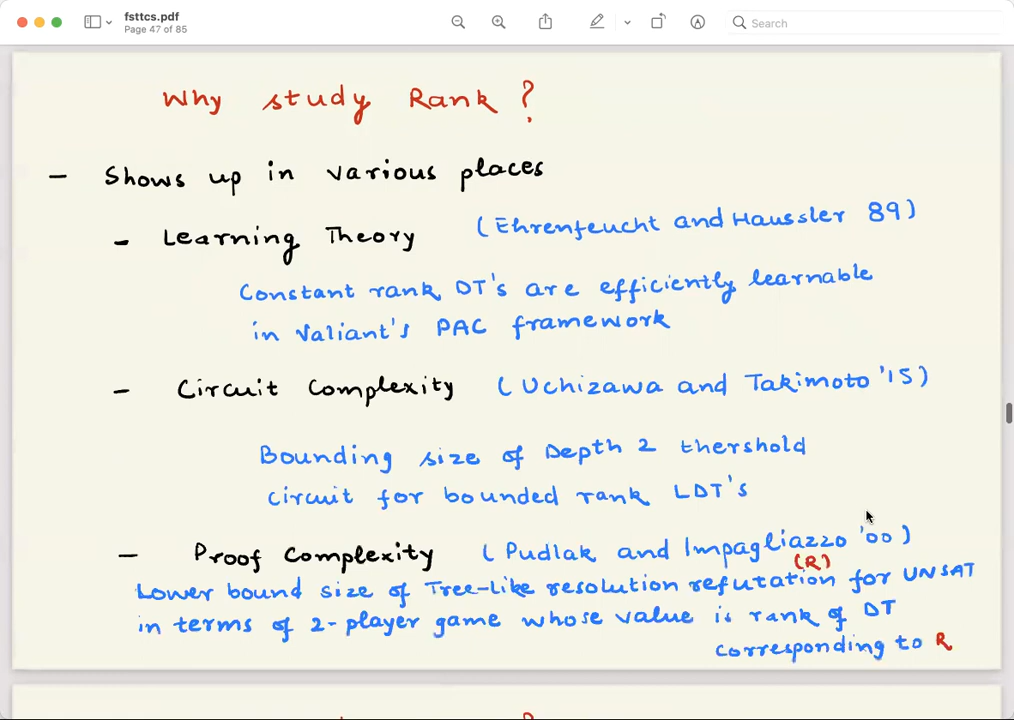 fsttcs.pdf
Page 47 of 85
Search
Why study Rank ?
- Shows up in various places
- Learning Theory (Ehrenfeucht and Haussler 89)
Constant rank DT's are efficiently learnable
in Valiant's PAC framework
- Circuit Complexity (Uchizawa and Takimoto '15)
Bounding size of Depth 2 thershold
circuit for bounded rank LDT's
- Proof Complexity (Pudlak and Impagliazzo '00)
(R)
Lower bound size of Tree-like resolution refutation for UNSAT
in terms of 2-player game whose value is rank of DT
corresponding to R